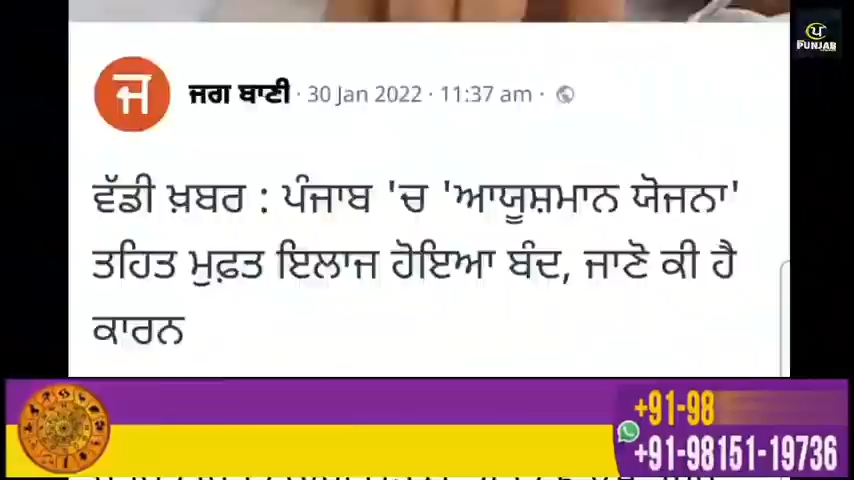 ਪ
PUNJAB
ਜ
ਜਗ ਬਾਣੀ · 30 Jan 2022 · 11:37 am ·
ਵੱਡੀ ਖ਼ਬਰ : ਪੰਜਾਬ 'ਚ 'ਆਯੂਸ਼ਮਾਨ ਯੋਜਨਾ'
ਤਹਿਤ ਮੁਫ਼ਤ ਇਲਾਜ ਹੋਇਆ ਬੰਦ, ਜਾਣੋ ਕੀ ਹੈ
ਕਾਰਨ
+91-98
+91-98151-19736